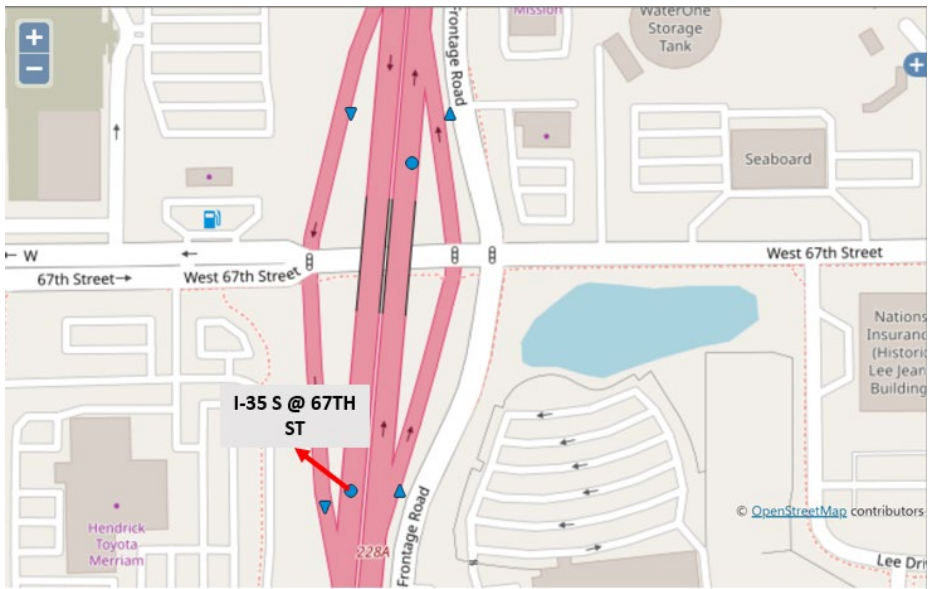 +
−
+
Mission
WaterOne
Storage
Tank
Frontage Road
Seaboard
← W
67th Street→
West 67th Street
West 67th Street
Nations
Insuranc
(Historic
Lee Jean
Building
I-35 S @ 67TH
ST
Hendrick
Toyota
Merriam
228A
Frontage Road
© OpenStreetMap contributors
Lee Driv